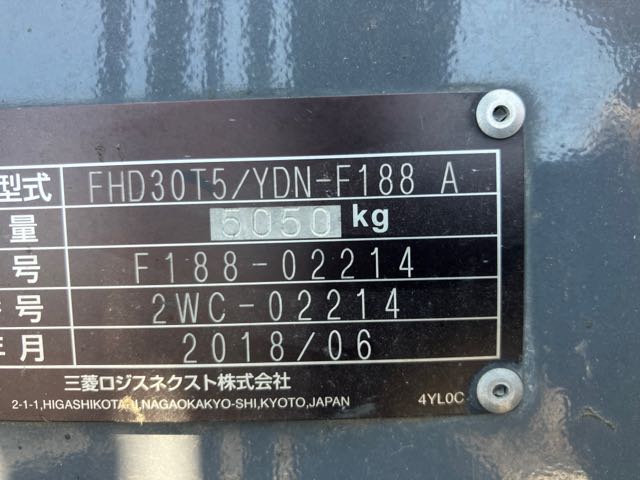 型式 FHD30T5/YDN-F188 A
量 5050 kg
号 F188-02214
号 2WC-02214
年月 2018/06
三菱ロジスネクスト株式会社
2-1-1,HIGASHIKOTARI,NAGAOKAKYO-SHI,KYOTO,JAPAN
4YL0C